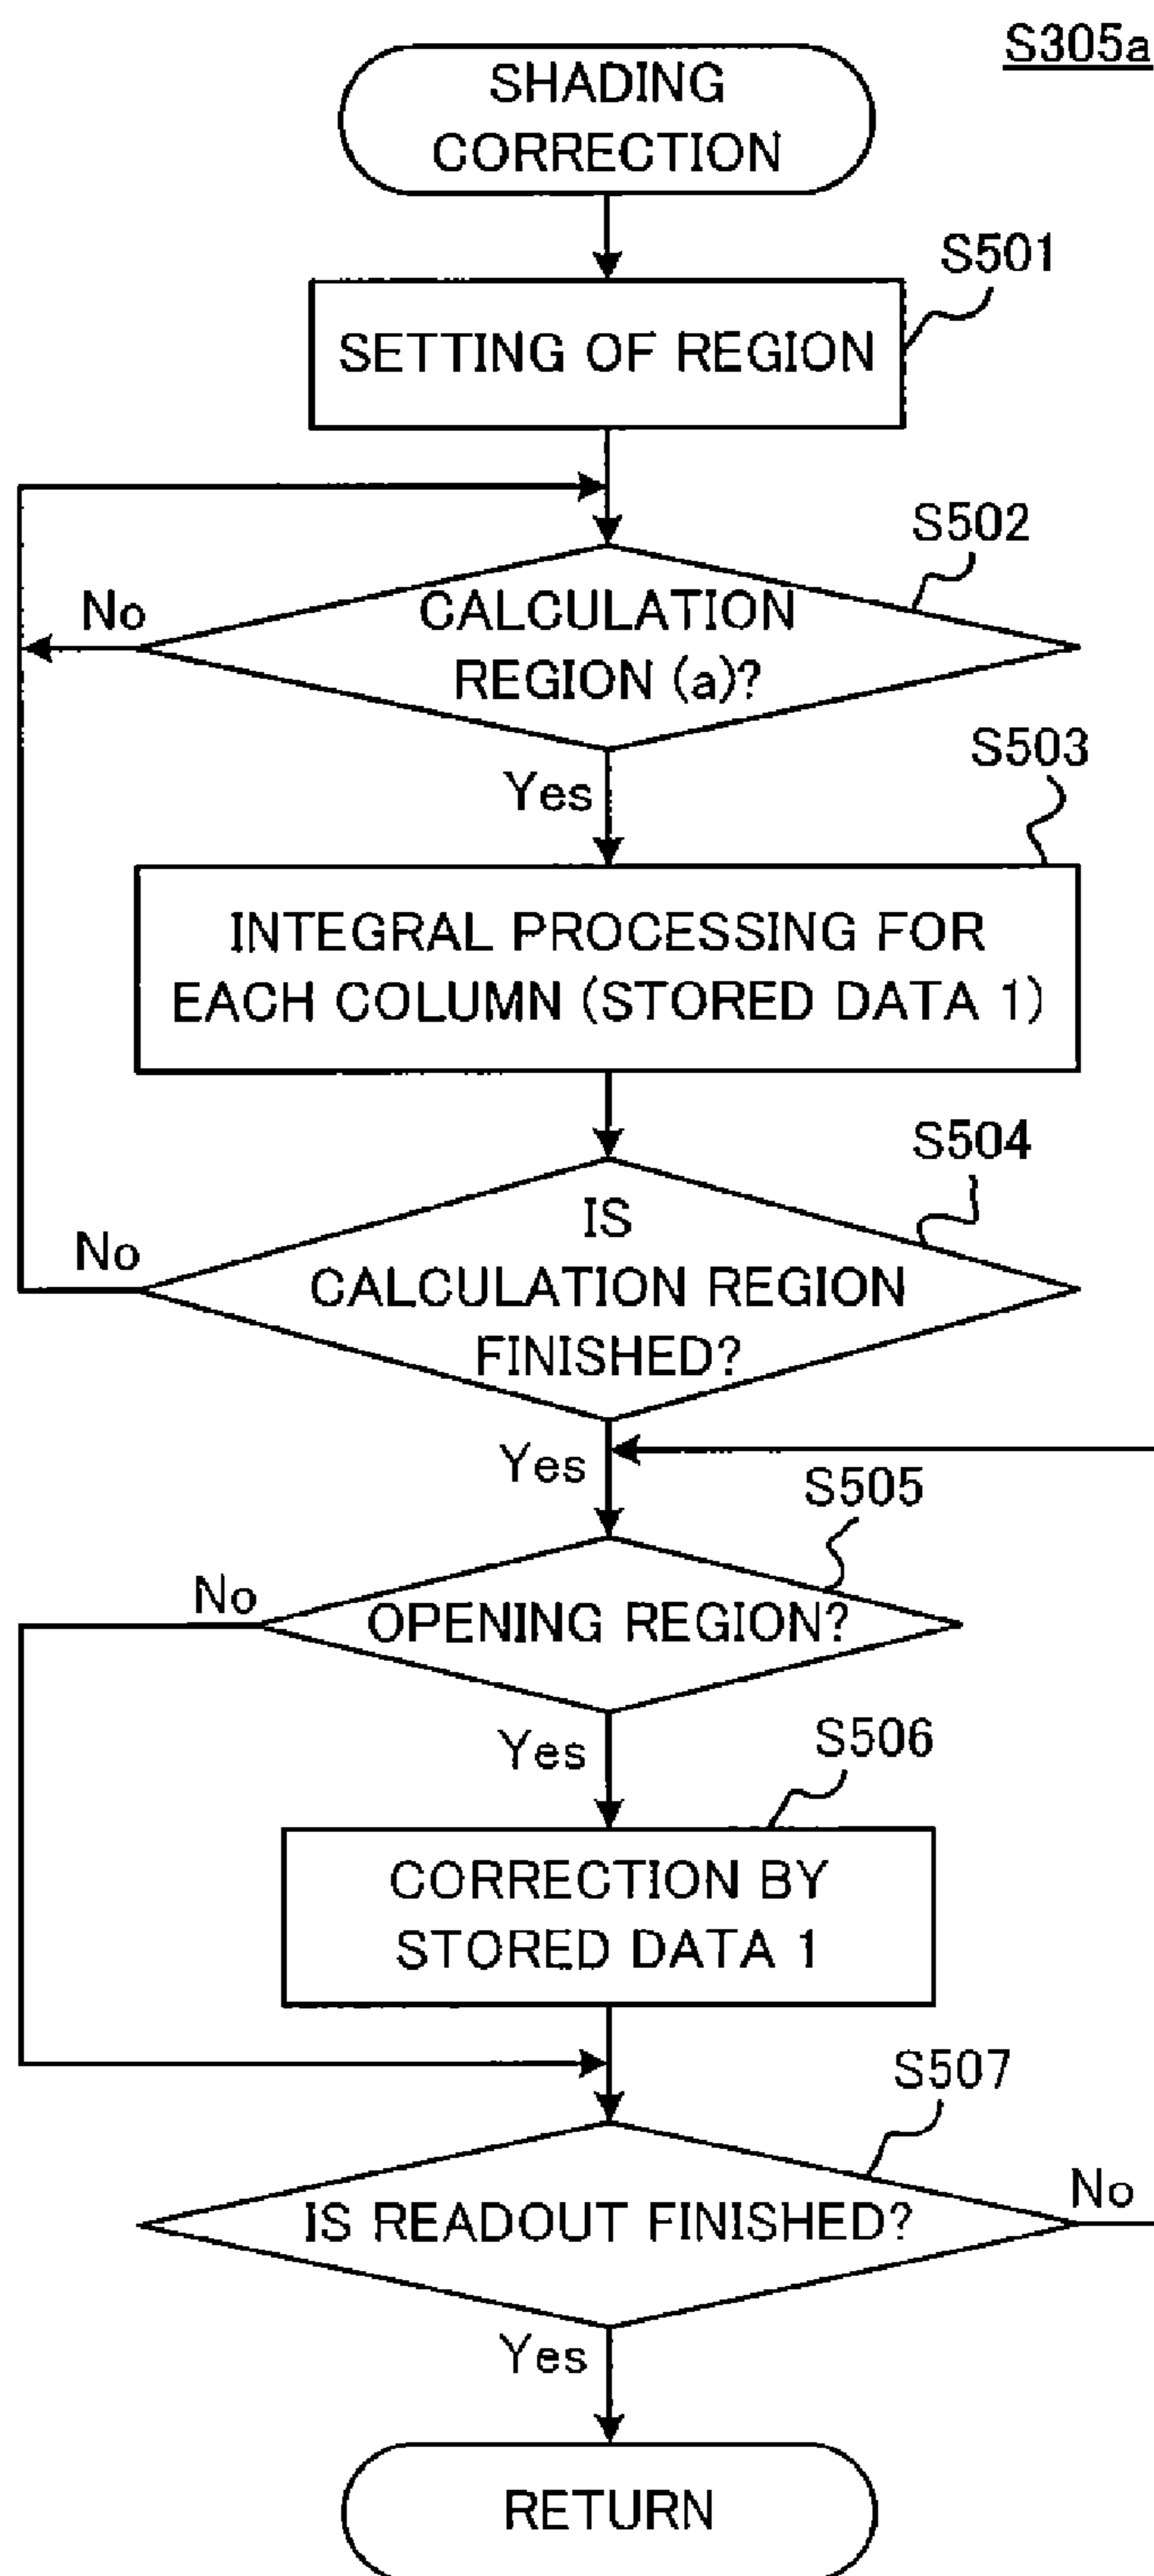 S305a
SHADING
CORRECTION
S501
SETTING OF REGION
S502
No
CALCULATION
REGION (a)?
S503
Yes
INTEGRAL PROCESSING FOR
EACH COLUMN (STORED DATA 1)
S504
No
IS
CALCULATION REGION
FINISHED?
Yes
S505
No
OPENING REGION?
Yes
S506
CORRECTION BY
STORED DATA 1
S507
IS READOUT FINISHED?
No
Yes
RETURN